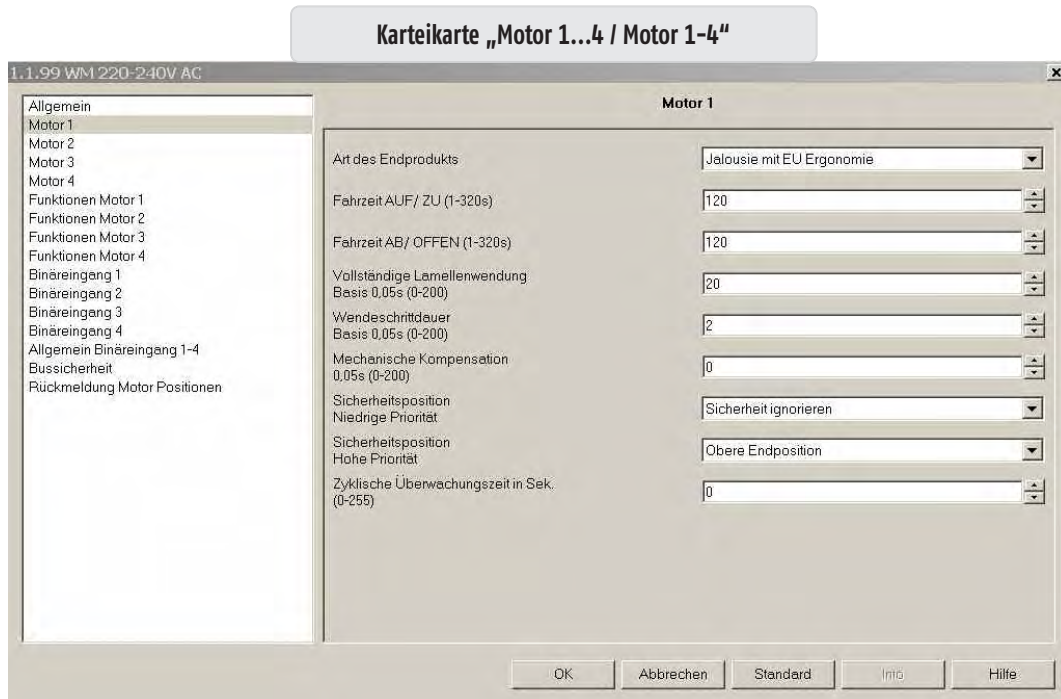 Karteikarte „Motor 1...4 / Motor 1-4“
1.1.99 WM 220-240V AC
Allgemein
Motor 1
Motor 2
Motor 3
Motor 4
Funktionen Motor 1
Funktionen Motor 2
Funktionen Motor 3
Funktionen Motor 4
Binäreingang 1
Binäreingang 2
Binäreingang 3
Binäreingang 4
Allgemein Binäreingang 1-4
Bussicherheit
Rückmeldung Motor Positionen
Motor 1
Art des Endprodukts
Jalousie mit EU Ergonomie
Fahrzeit AUF/ ZU (1-320s)
120
Fahrzeit AB/ OFFEN (1-320s)
120
Vollständige Lamellenwendung
Basis 0,05s (0-200)
20
Wendeschrittdauer
Basis 0,05s (0-200)
2
Mechanische Kompensation
0,05s (0-200)
0
Sicherheitsposition
Niedrige Priorität
Sicherheit ignorieren
Sicherheitsposition
Hohe Priorität
Obere Endposition
Zyklische Überwachungszeit in Sek.
(0-255)
0
OK
Abbrechen
Standard
Info
Hilfe